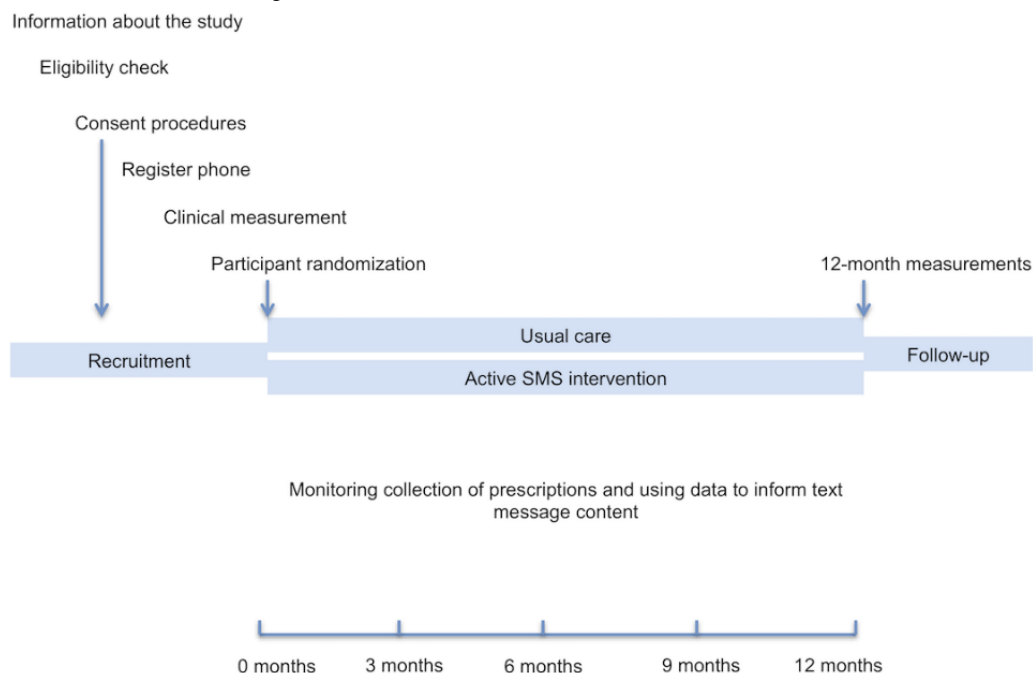 Information about the study
Eligibility check
Consent procedures
Register phone
Clinical measurement
Participant randomization
12-month measurements
Usual care
Recruitment
Follow-up
Active SMS intervention
Monitoring collection of prescriptions and using data to inform text
message content
0 months
3 months
6 months
9 months
12 months